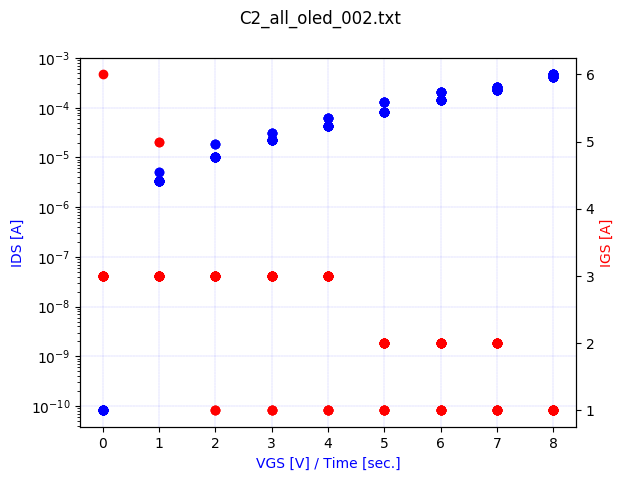 C2_all_oled_002.txt
IDS [A]
10⁻³
10⁻⁴
10⁻⁵
10⁻⁶
10⁻⁷
10⁻⁸
10⁻⁹
10⁻¹⁰
6
5
4
3
2
1
IGS [A]
0 1 2 3 4 5 6 7 8
VGS [V] / Time [sec.]